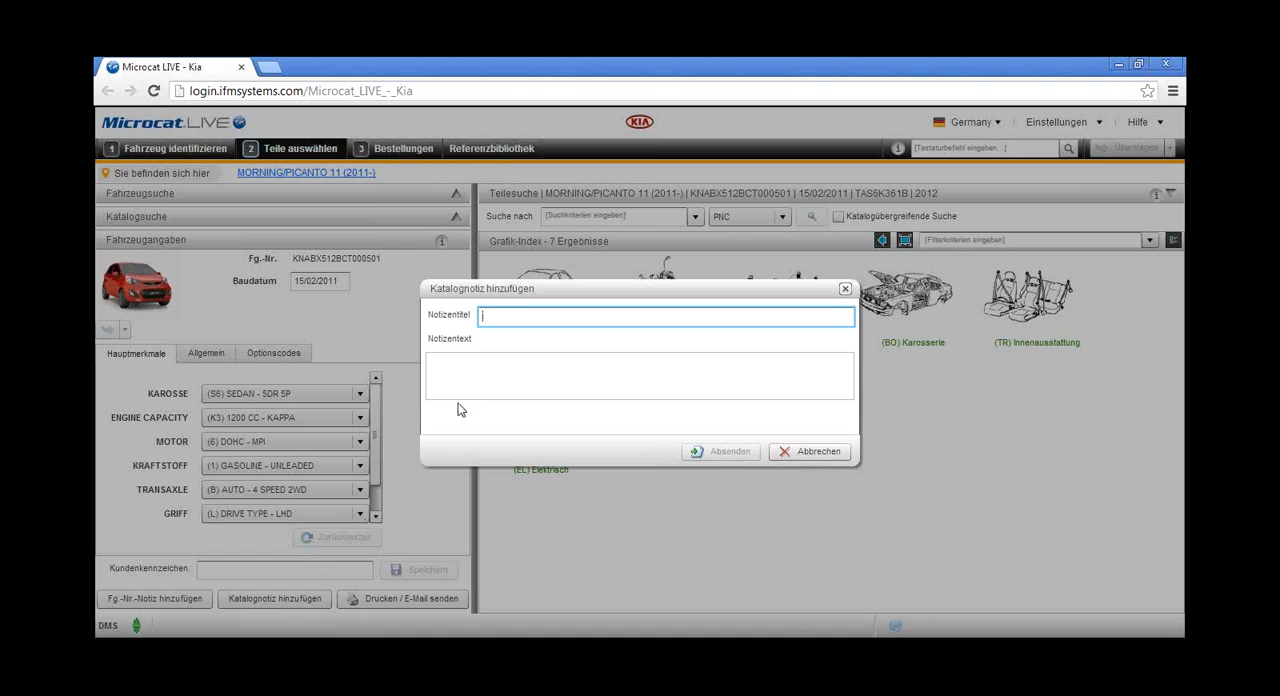 Microcat LIVE - Kia
login.ifmsystems.com/Microcat_LIVE_-_Kia
Microcat.LIVE
KIA
Germany
Einstellungen
Hilfe
1 Fahrzeug identifizieren
2 Teile auswählen
3 Bestellungen
Referenzbibliothek
[Tastaturbefehl eingeben...]
Übertragen
Sie befinden sich hier
MORNING/PICANTO 11 (2011-)
Fahrzeugsuche
Teilesuche | MORNING/PICANTO 11 (2011-) | KNABX512BCT000501 | 15/02/2011 | TAS6K361B | 2012
Katalogsuche
Suche nach
[Suchkriterien eingeben]
PNC
Katalogübergreifende Suche
Fahrzeugangaben
Grafik-Index - 7 Ergebnisse
[Filterkriterien eingeben]
Fg.-Nr.
KNABX512BCT000501
Baudatum
15/02/2011
Katalognotiz hinzufügen
Notizentitel
Notizentext
Absenden
Abbrechen
(BO) Karosserie
(TR) Innenausstattung
(EL) Elektrisch
Hauptmerkmale
Allgemein
Optionscodes
KAROSSE
(S6) SEDAN - 5DR 5P
ENGINE CAPACITY
(K3) 1200 CC - KAPPA
MOTOR
(6) DOHC - MPI
KRAFTSTOFF
(1) GASOLINE - UNLEADED
TRANSAXLE
(B) AUTO - 4 SPEED 2WD
GRIFF
(L) DRIVE TYPE - LHD
Zurücksetzen
Kundenkennzeichen
Speichern
Fg.-Nr.-Notiz hinzufügen
Katalognotiz hinzufügen
Drucken / E-Mail senden
DMS